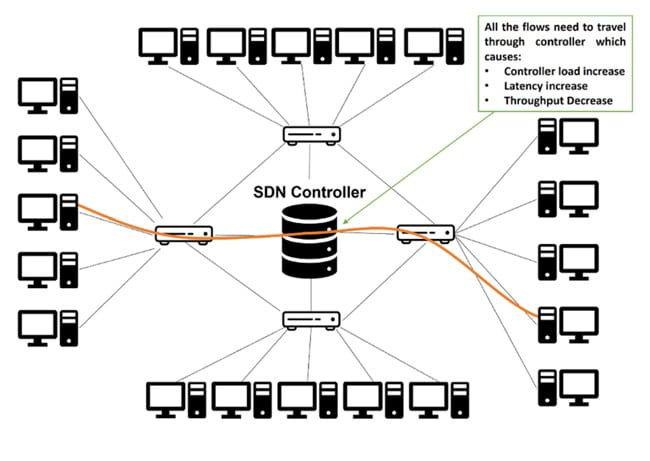 All the flows need to travel
through controller which
causes:
• Controller load increase
• Latency increase
• Throughput Decrease
SDN Controller